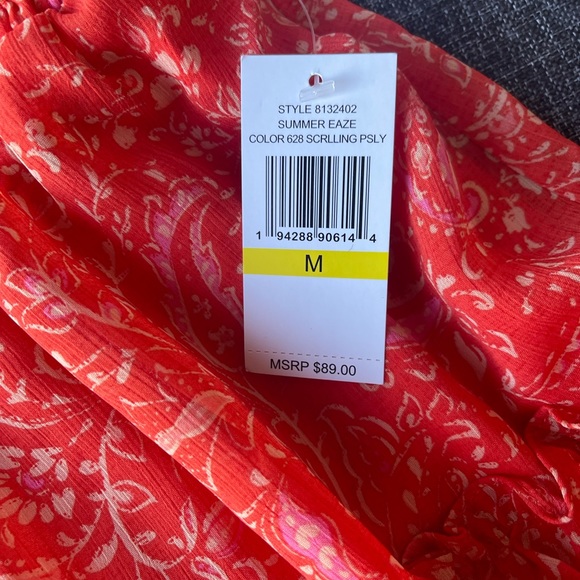 STYLE 8132402
SUMMER EAZE
COLOR 628 SCRLLING PSLY
1 94288 90614 4
M
MSRP $89.00